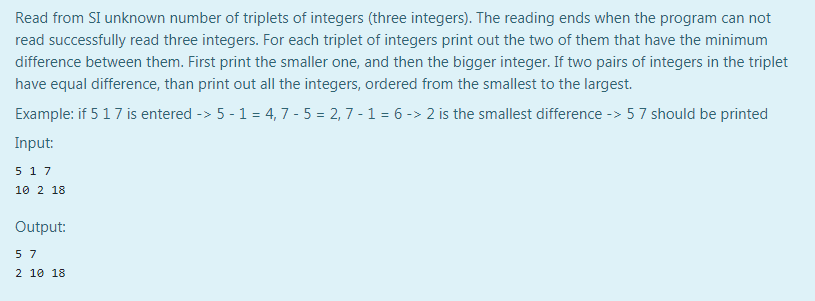 Read from SI unknown number of triplets of integers (three integers). The reading ends when the program can not
read successfully read three integers. For each triplet of integers print out the two of them that have the minimum
difference between them. First print the smaller one, and then the bigger integer. If two pairs of integers in the triplet
have equal difference, than print out all the integers, ordered from the smallest to the largest.
Example: if 5 1 7 is entered -> 5 - 1 = 4, 7 - 5 = 2, 7 - 1 = 6 -> 2 is the smallest difference -> 5 7 should be printed
Input:
5 1 7
10 2 18
Output:
5 7
2 10 18